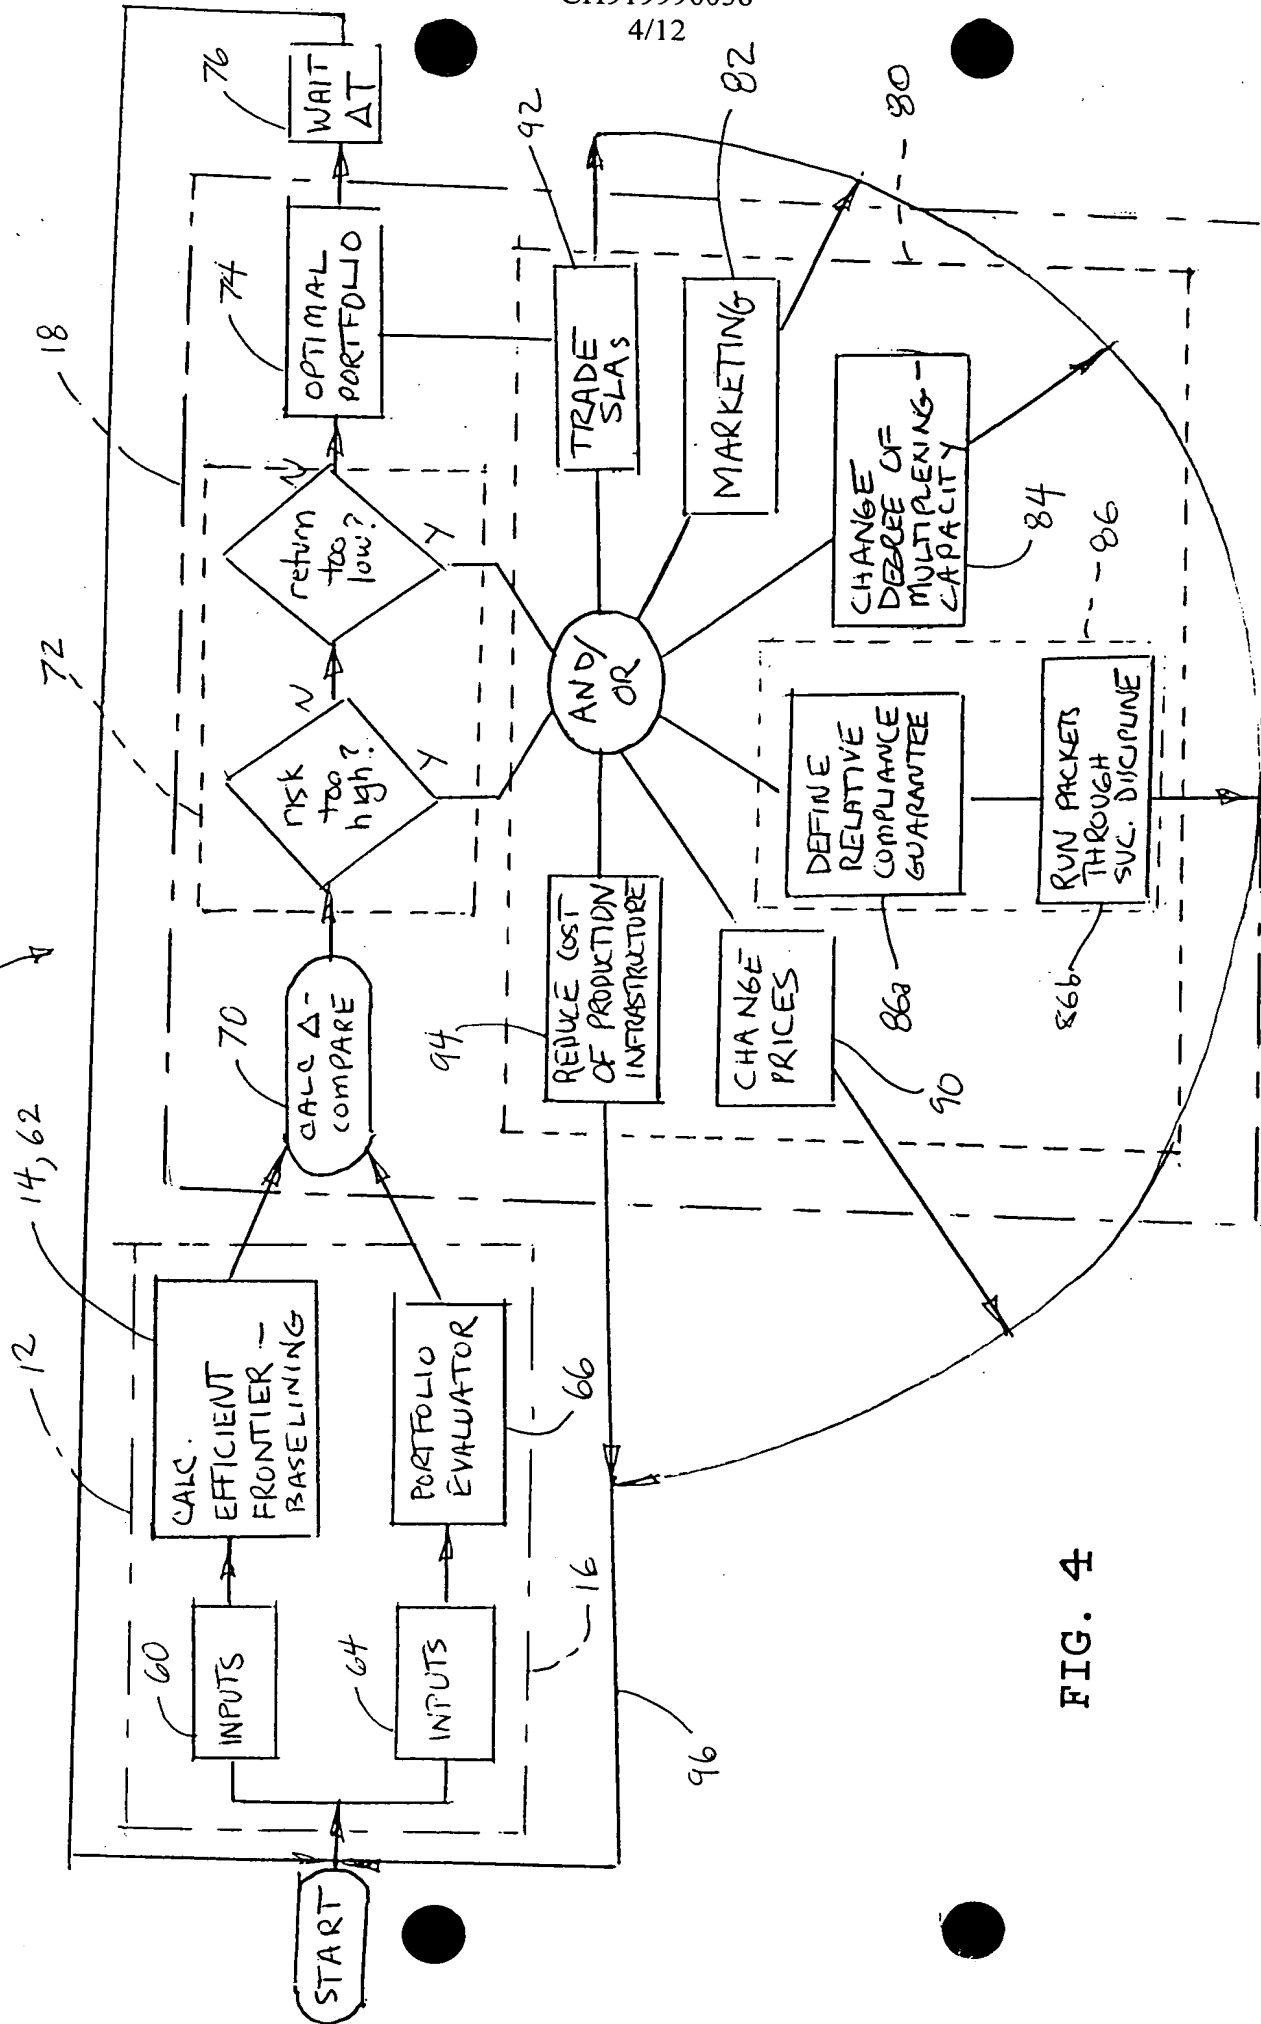 4/12
START
60
INPUTS
64
INPUTS
12
14, 62
CALC.
EFFICIENT
FRONTIER -
BASELINING
PORTFOLIO
EVALUATOR
66
16
96
70
CALC Δ -
COMPARE
72
risk
too
high?
N
Y
return
too
low?
N
Y
18
74
OPTIMAL
PORTFOLIO
76
WAIT
ΔT
AND/
OR
94
REDUCE COST
OF PRODUCTION
INFRASTRUCTURE
CHANGE
PRICES
90
DEFINE
RELATIVE
COMPLIANCE
GUARANTEE
86a
RUN PACKETS
THROUGH
SVC. DISCIPLINE
86b
86
CHANGE
DEGREE OF
MULTIPLEXING -
CAPACITY
84
MARKETING
82
TRADE
SLAs
92
80
FIG. 4